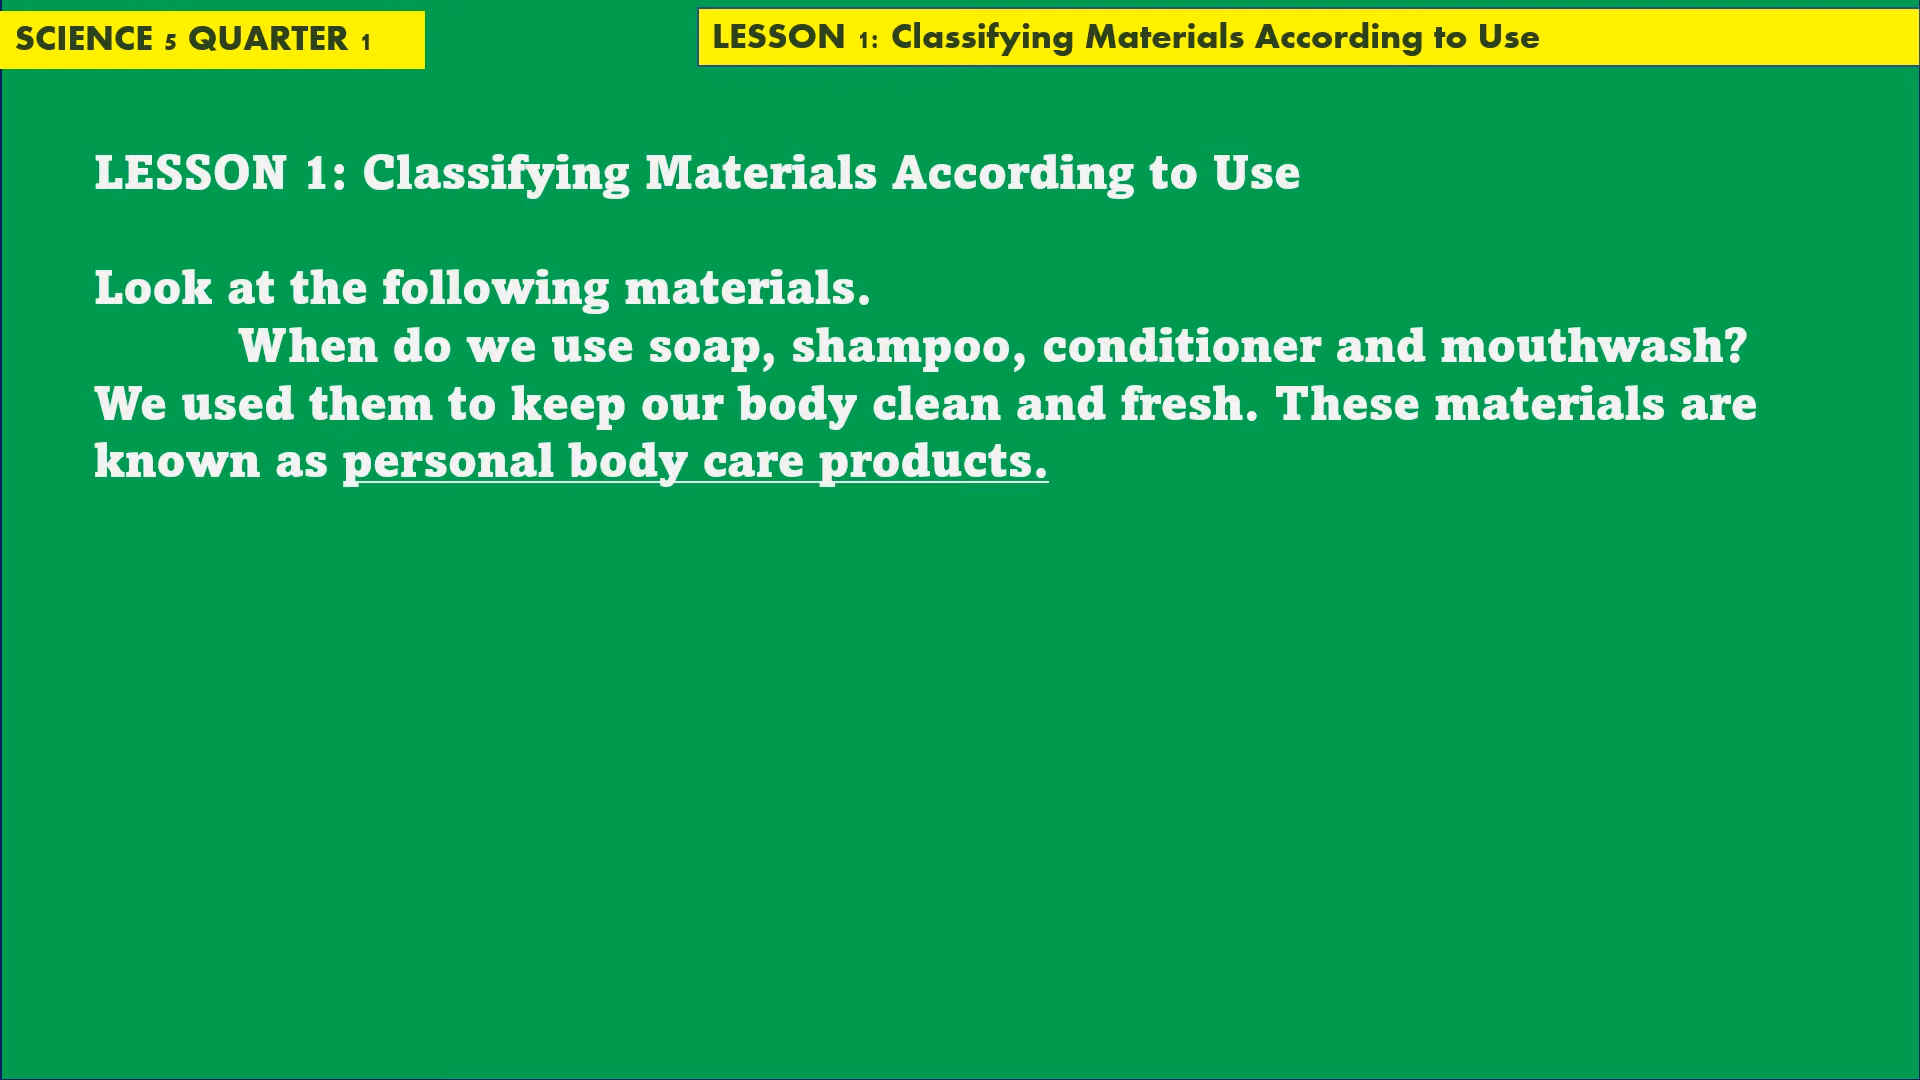 SCIENCE 5 QUARTER 1
LESSON 1: Classifying Materials According to Use
LESSON 1: Classifying Materials According to Use
Look at the following materials.
When do we use soap, shampoo, conditioner and mouthwash?
We used them to keep our body clean and fresh. These materials are
known as personal body care products.